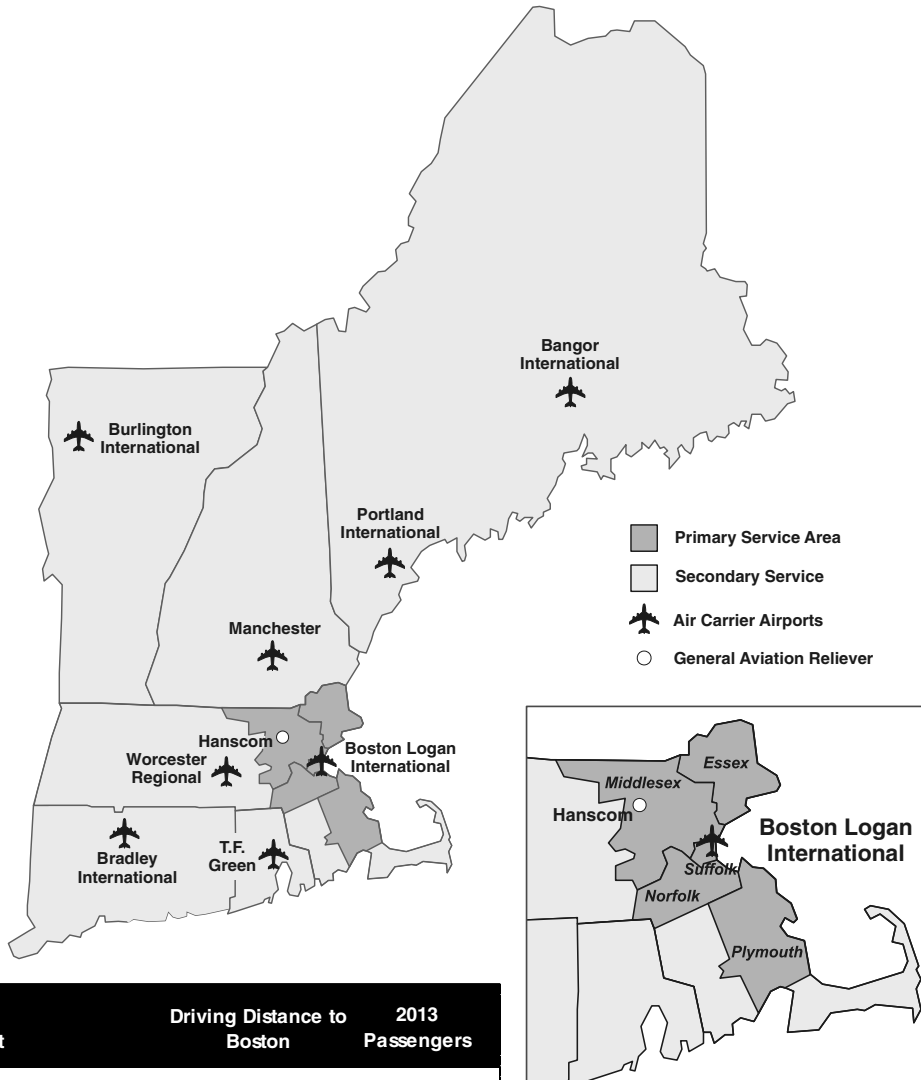 Bangor
International
Burlington
International
Portland
International
Primary Service Area
Secondary Service
Air Carrier Airports
General Aviation Reliever
Manchester
Hanscom
Worcester
Regional
Boston Logan
International
T.F.
Green
Bradley
International
Essex
Middlesex
Hanscom
Boston Logan
International
Suffolk
Norfolk
Plymouth
Driving Distance to
Boston
2013
Passengers